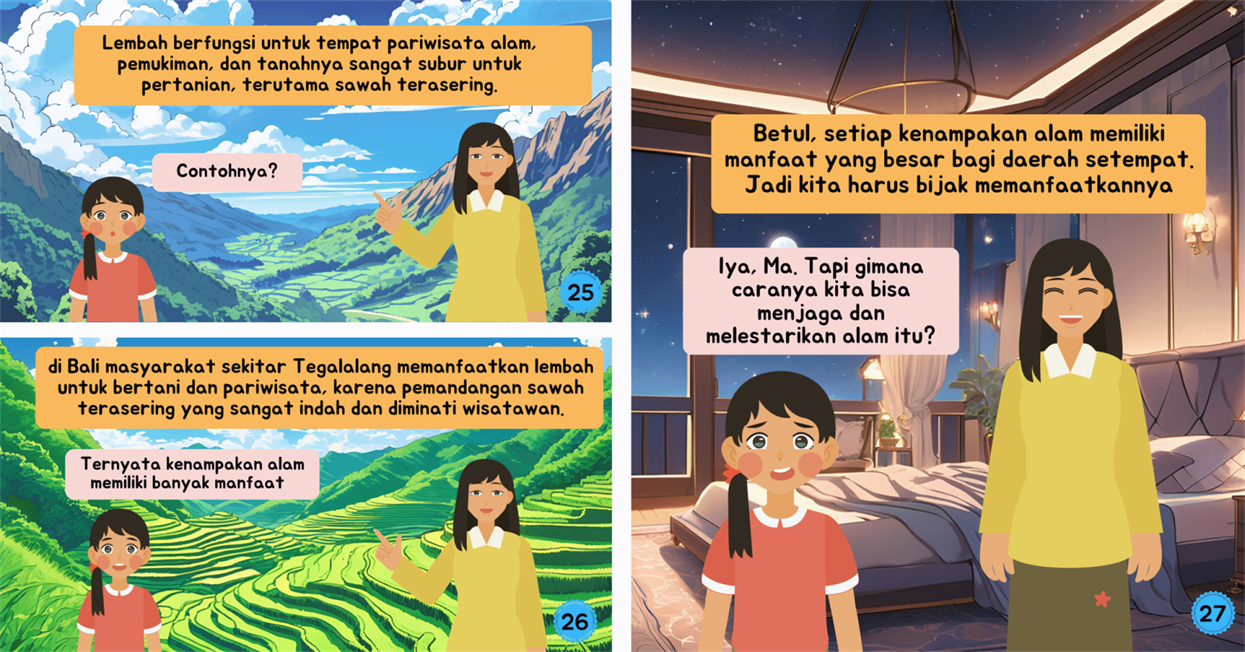 Lembah berfungsi untuk tempat pariwisata alam,
pemukiman, dan tanahnya sangat subur untuk
pertanian, terutama sawah terasering.
Contohnya?
25
di Bali masyarakat sekitar Tegalalang memanfaatkan lembah
untuk bertani dan pariwisata, karena pemandangan sawah
terasering yang sangat indah dan diminati wisatawan.
Ternyata kenampakan alam
memiliki banyak manfaat
26
Betul, setiap kenampakan alam memiliki
manfaat yang besar bagi daerah setempat.
Jadi kita harus bijak memanfaatkannya
Iya, Ma. Tapi gimana
caranya kita bisa
menjaga dan
melestarikan alam itu?
27